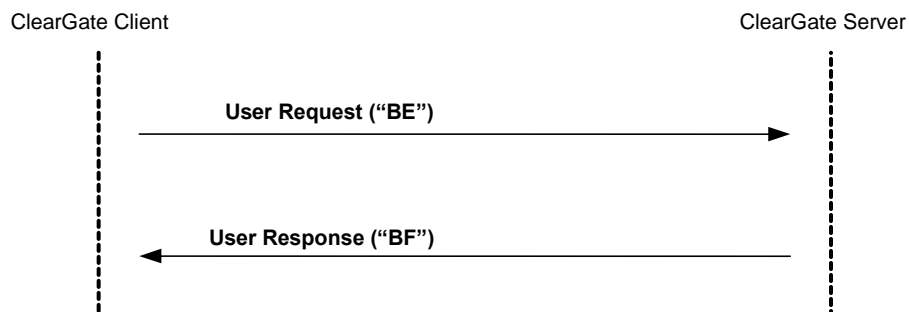 ClearGate Client
ClearGate Server
User Request (“BE”)
User Response (“BF”)